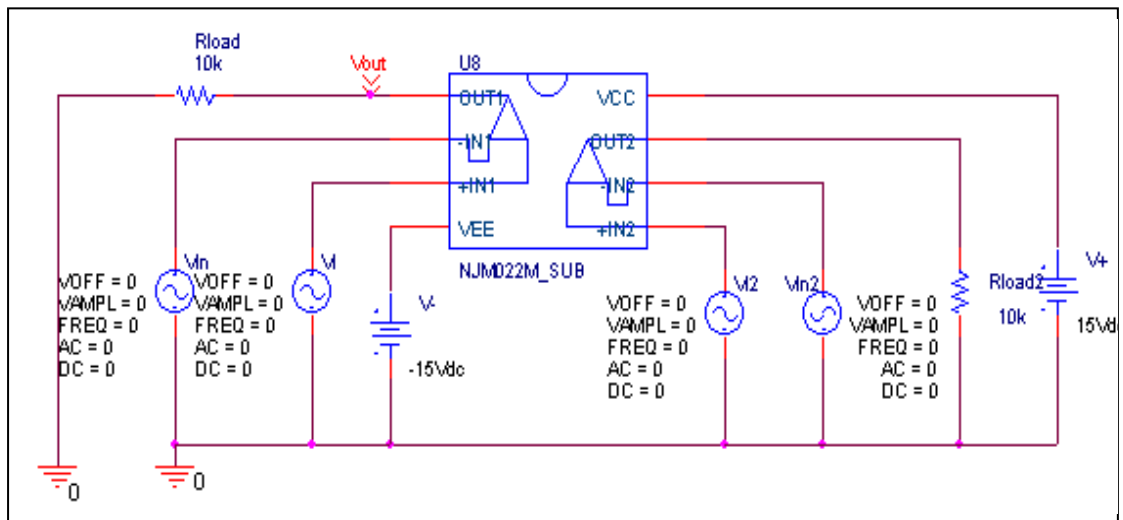 Rload
10k
Vout
U8
OUT1
VCC
-IN1
OUT2
+IN1
-IN2
VEE
+IN2
NJM022M_SUB
Vin
VOFF = 0
VAMPL = 0
FREQ = 0
AC = 0
DC = 0
VI
VOFF = 0
VAMPL = 0
FREQ = 0
AC = 0
DC = 0
V-
-15Vdc
VI2
VOFF = 0
VAMPL = 0
FREQ = 0
AC = 0
DC = 0
Vin2
VOFF = 0
VAMPL = 0
FREQ = 0
AC = 0
DC = 0
Rload2
10k
V+
15Vdc
0
0